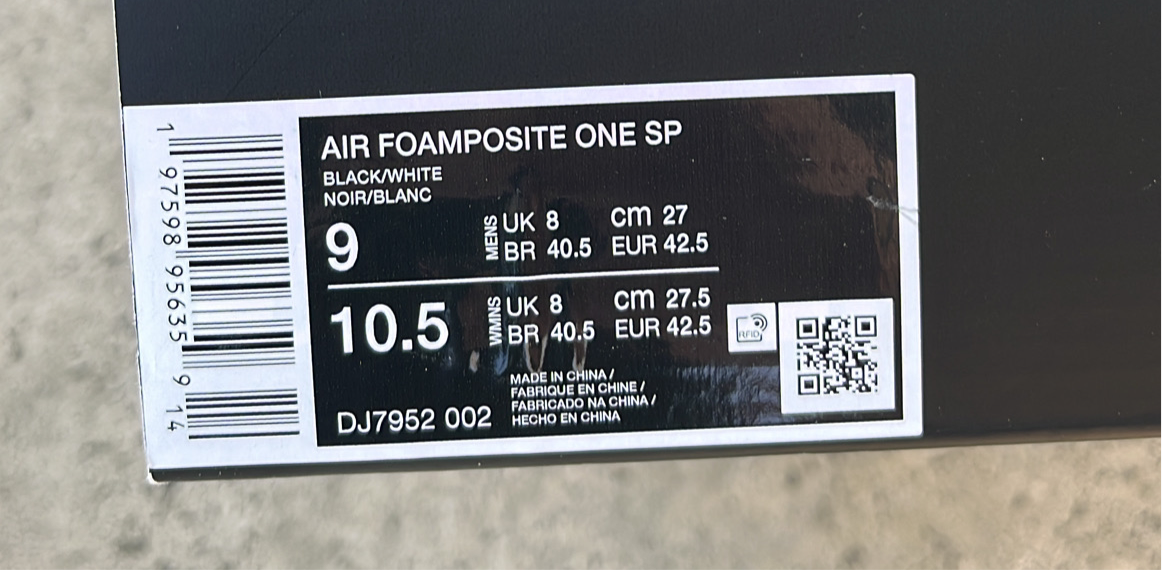 1 97598 95635 9 14
AIR FOAMPOSITE ONE SP
BLACK/WHITE
NOIR/BLANC
9
MENS
UK 8 cm 27
BR 40.5 EUR 42.5
10.5
WMNS
UK 8 cm 27.5
BR 40.5 EUR 42.5
RFID
MADE IN CHINA /
FABRIQUE EN CHINE /
FABRICADO NA CHINA /
HECHO EN CHINA
DJ7952 002